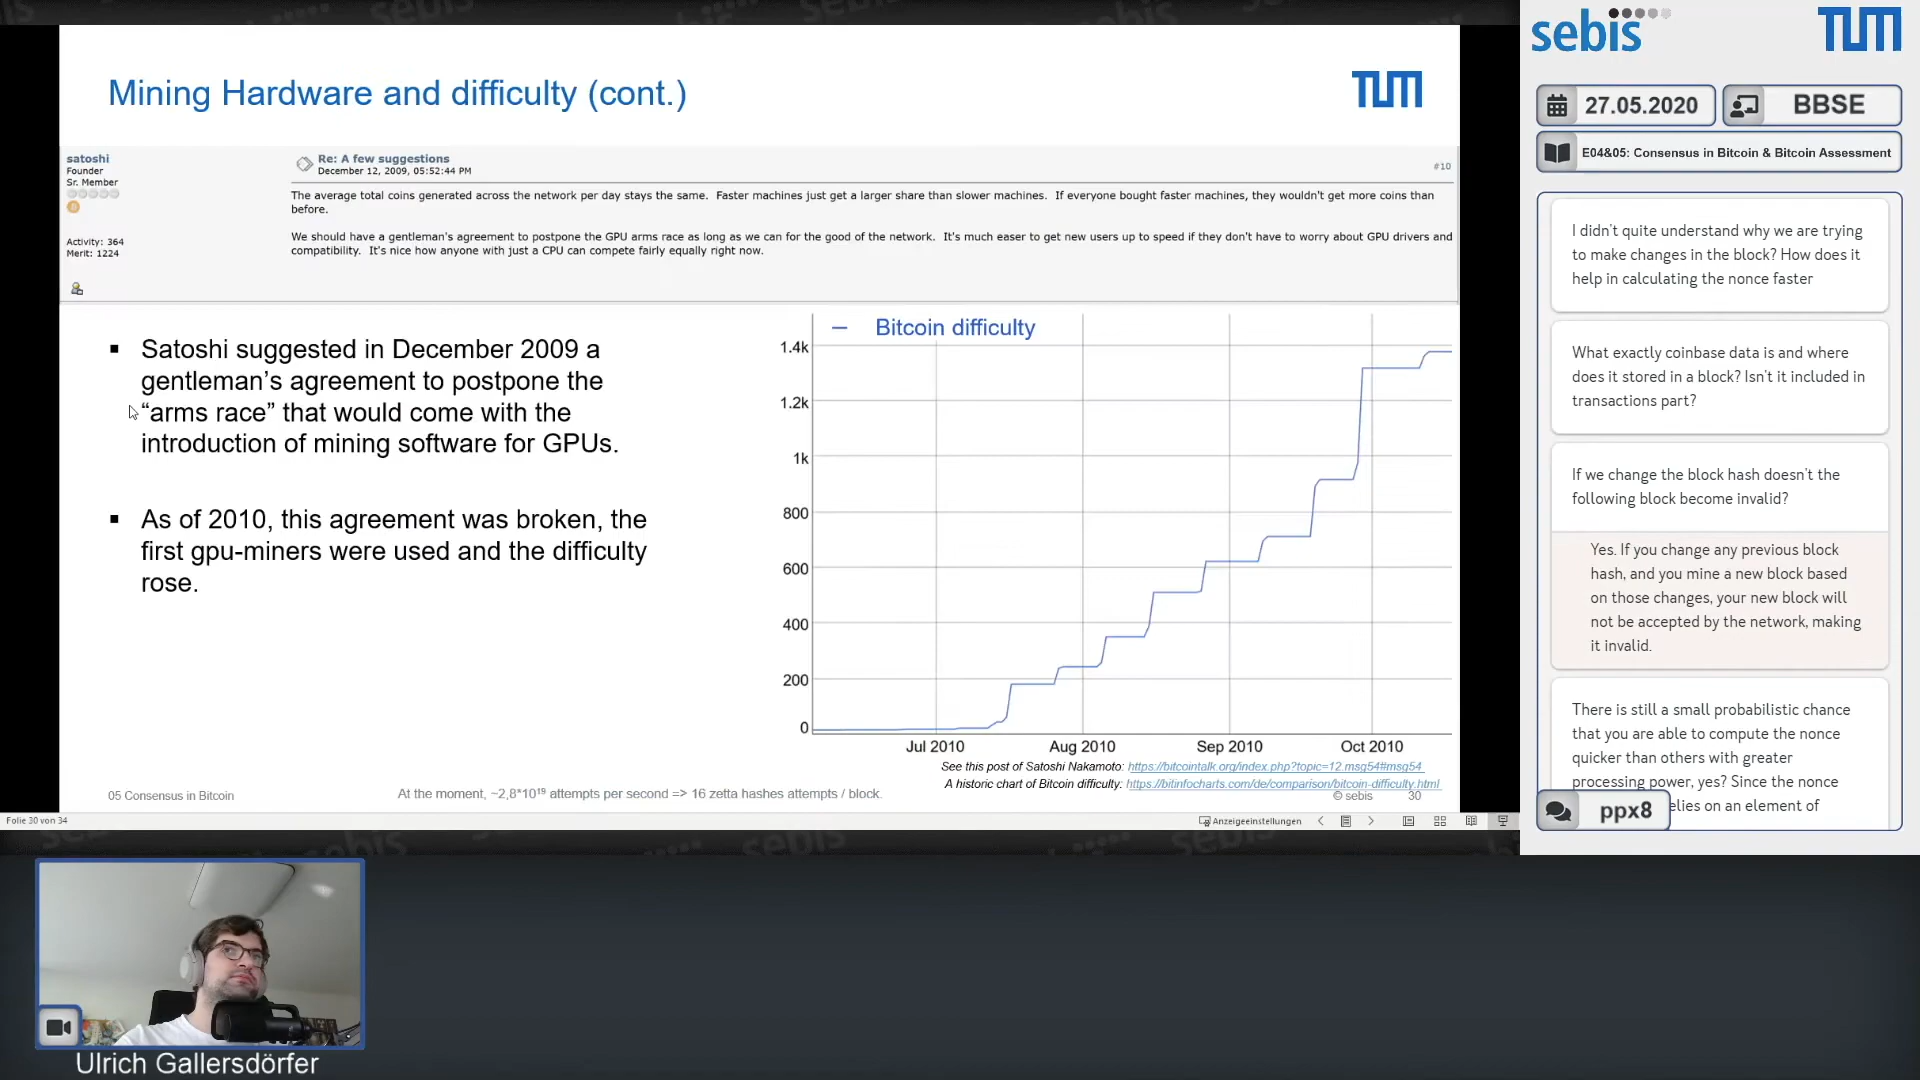 Mining Hardware and difficulty (cont.)
TUM
satoshi
Founder
Sr. Member
Activity: 364
Merit: 1224
Re: A few suggestions
December 12, 2009, 05:52:44 PM
#10
The average total coins generated across the network per day stays the same.  Faster machines just get a larger share than slower machines.  If everyone bought faster machines, they wouldn't get more coins than
before.
We should have a gentleman's agreement to postpone the GPU arms race as long as we can for the good of the network.  It's much easier to get new users up to speed if they don't have to worry about GPU drivers and
compatibility.  It's nice how anyone with just a CPU can compete fairly equally right now.
▪ Satoshi suggested in December 2009 a
gentleman’s agreement to postpone the
“arms race” that would come with the
introduction of mining software for GPUs.
▪ As of 2010, this agreement was broken, the
first gpu-miners were used and the difficulty
rose.
Bitcoin difficulty
1.4k
1.2k
1k
800
600
400
200
0
Jul 2010 Aug 2010 Sep 2010 Oct 2010
See this post of Satoshi Nakamoto: https://bitcointalk.org/index.php?topic=12.msg54#msg54
A historic chart of Bitcoin difficulty: https://bitinfocharts.com/de/comparison/bitcoin-difficulty.html
05 Consensus in Bitcoin
At the moment, ~2,8*10¹⁹ attempts per second => 16 zetta hashes attempts / block.
© sebis
30
Folie 30 von 34
Anzeigeeinstellungen
sebis
TUM
27.05.2020
BBSE
E04&05: Consensus in Bitcoin & Bitcoin Assessment
I didn't quite understand why we are trying
to make changes in the block? How does it
help in calculating the nonce faster
What exactly coinbase data is and where
does it stored in a block? Isn't it included in
transactions part?
If we change the block hash doesn't the
following block become invalid?
Yes. If you change any previous block
hash, and you mine a new block based
on those changes, your new block will
not be accepted by the network, making
it invalid.
There is still a small probabilistic chance
that you are able to compute the nonce
quicker than others with greater
processing power, yes? Since the nonce
elies on an element of
ppx8
Ulrich Gallersdörfer